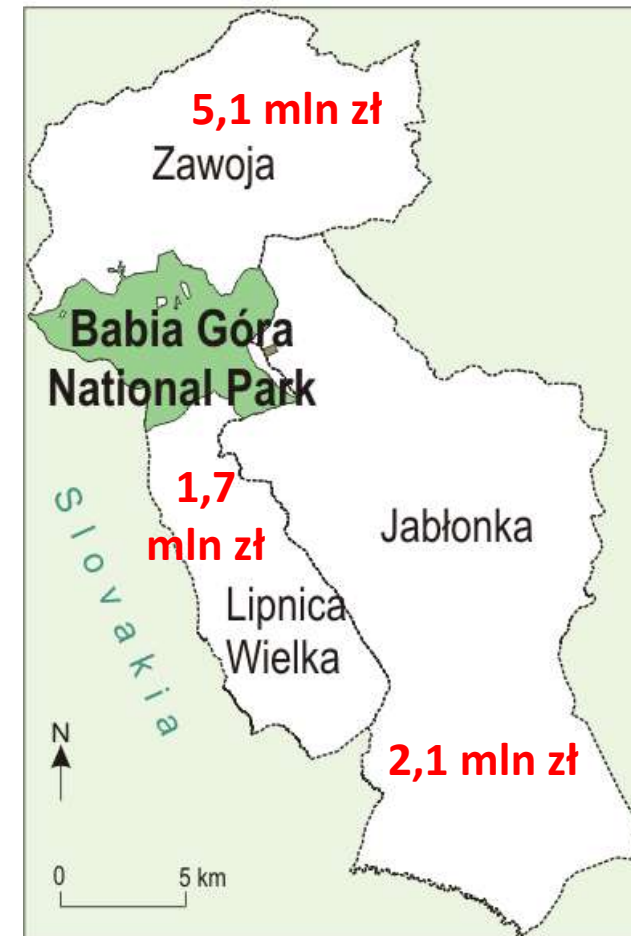 5,1 mln zł
Zawoja
Babia Góra
National Park
1,7
mln zł
Jabłonka
Slovakia
Lipnica
Wielka
N
2,1 mln zł
0 5 km